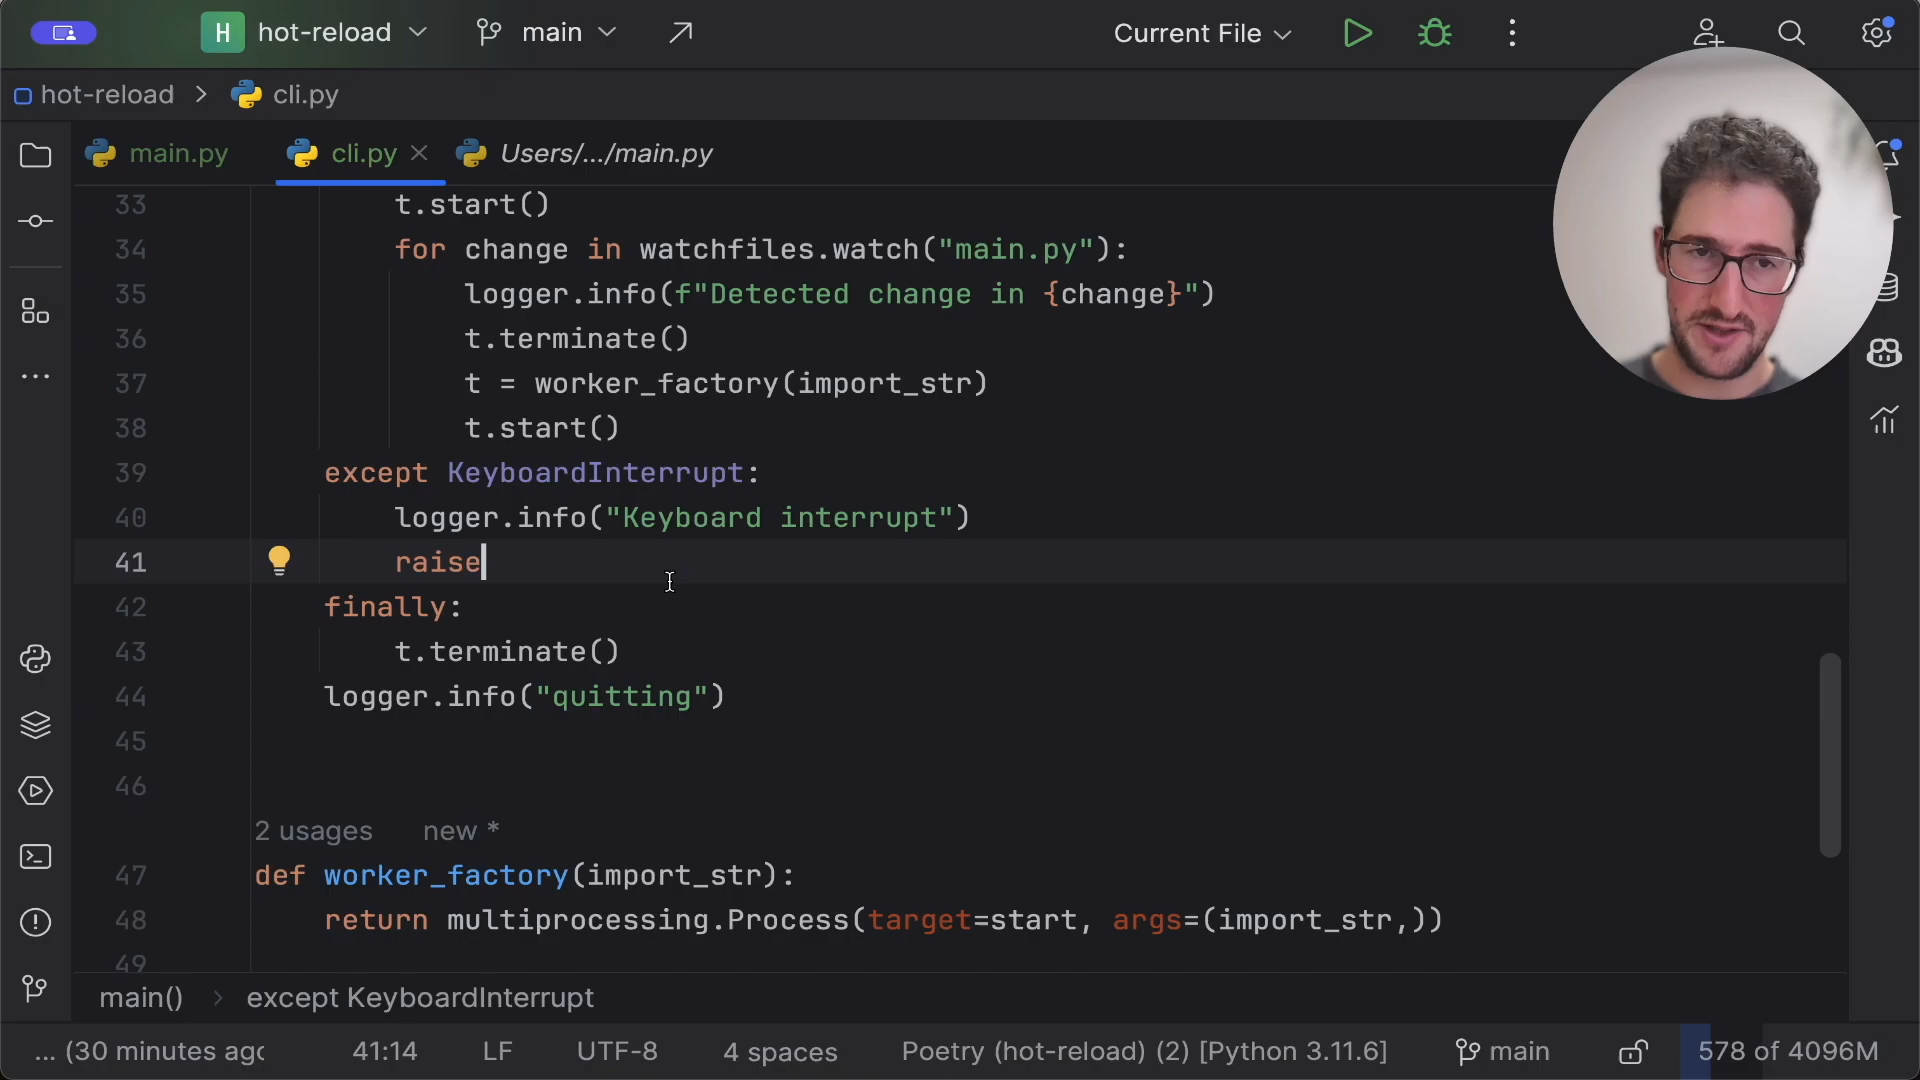 H hot-reload main Current File
hot-reload cli.py
main.py cli.py Users/.../main.py
33 t.start()
34 for change in watchfiles.watch("main.py"):
35 logger.info(f"Detected change in {change}")
36 t.terminate()
37 t = worker_factory(import_str)
38 t.start()
39 except KeyboardInterrupt:
40 logger.info("Keyboard interrupt")
41 raise
42 finally:
43 t.terminate()
44 logger.info("quitting")
45
46
2 usages new *
47 def worker_factory(import_str):
48 return multiprocessing.Process(target=start, args=(import_str,))
49
main() except KeyboardInterrupt
... (30 minutes ago 41:14 LF UTF-8 4 spaces Poetry (hot-reload) (2) [Python 3.11.6] main 578 of 4096M